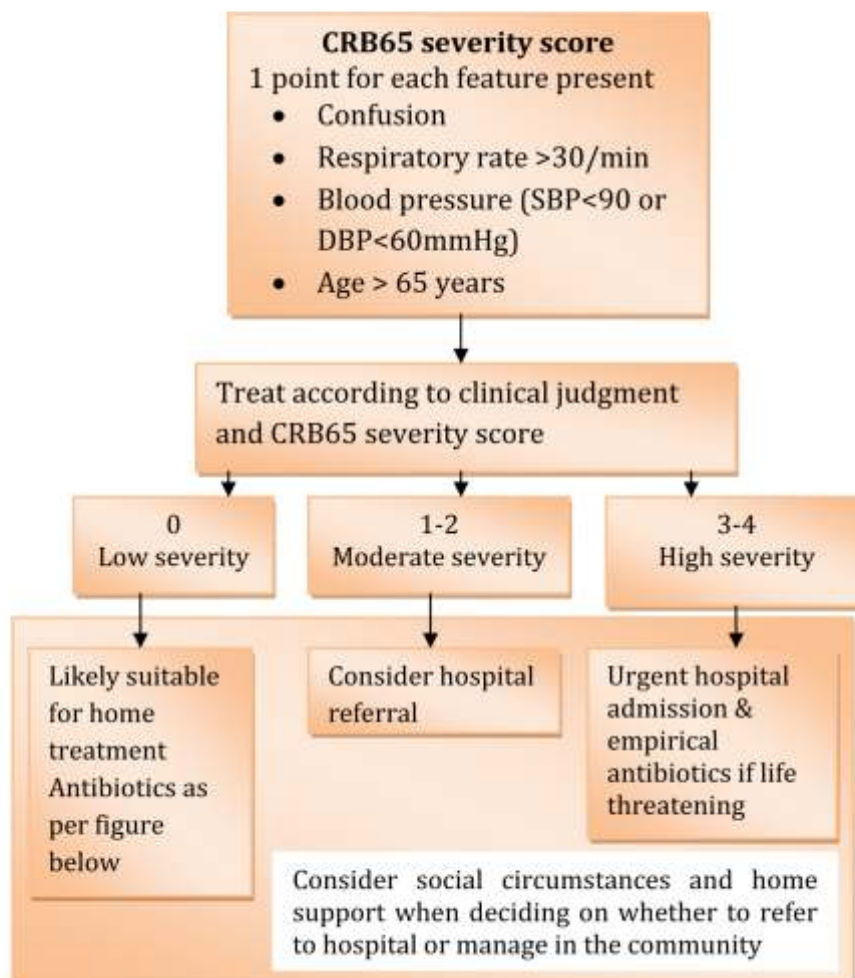 CRB65 severity score
1 point for each feature present
• Confusion
• Respiratory rate >30/min
• Blood pressure (SBP<90 or
DBP<60mmHg)
• Age > 65 years
Treat according to clinical judgment
and CRB65 severity score
0
Low severity
1-2
Moderate severity
3-4
High severity
Likely suitable
for home
treatment
Antibiotics as
per figure
below
Consider hospital
referral
Urgent hospital
admission &
empirical
antibiotics if life
threatening
Consider social circumstances and home
support when deciding on whether to refer
to hospital or manage in the community